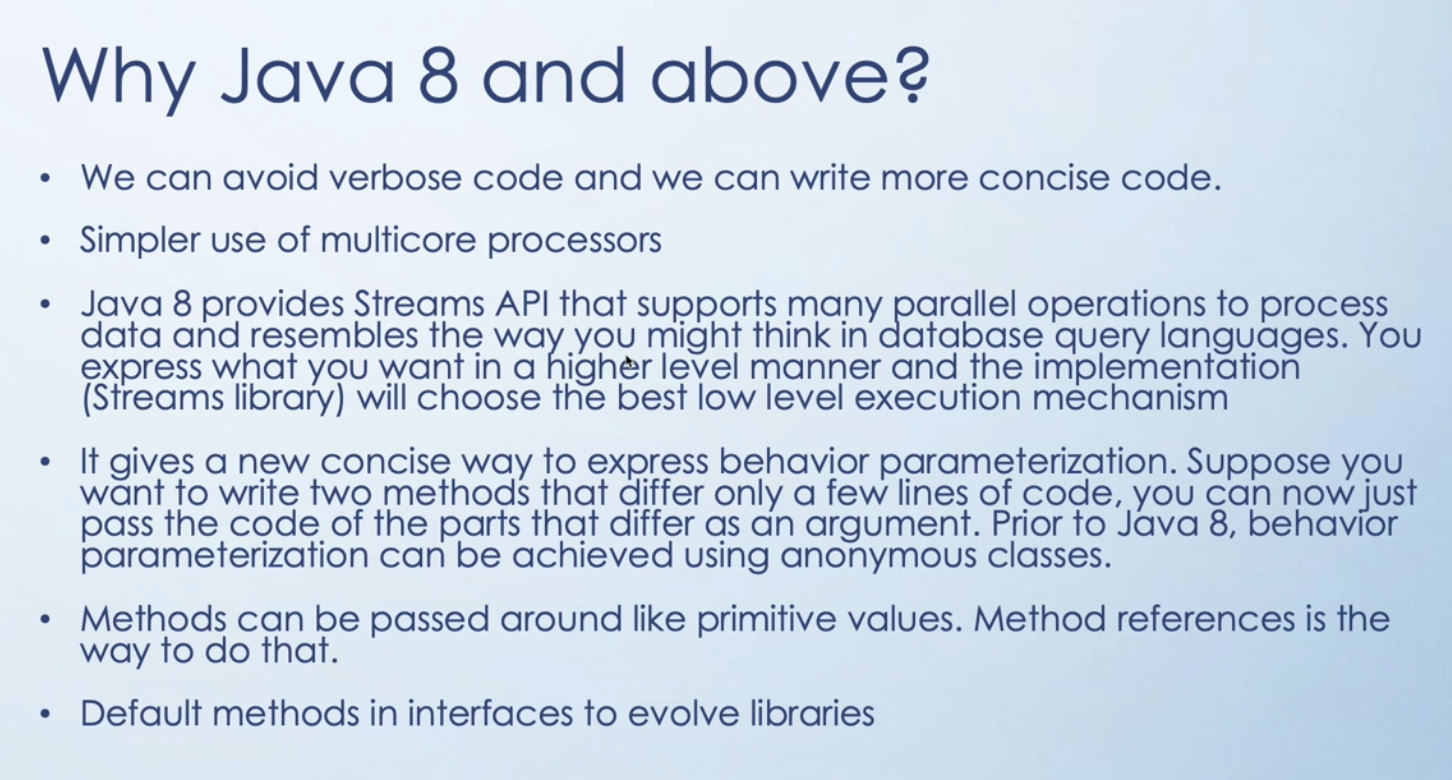 Why Java 8 and above?
• We can avoid verbose code and we can write more concise code.
• Simpler use of multicore processors
• Java 8 provides Streams API that supports many parallel operations to process
data and resembles the way you might think in database query languages. You
express what you want in a higher level manner and the implementation
(Streams library) will choose the best low level execution mechanism
• It gives a new concise way to express behavior parameterization. Suppose you
want to write two methods that differ only a few lines of code, you can now just
pass the code of the parts that differ as an argument. Prior to Java 8, behavior
parameterization can be achieved using anonymous classes.
• Methods can be passed around like primitive values. Method references is the
way to do that.
• Default methods in interfaces to evolve libraries